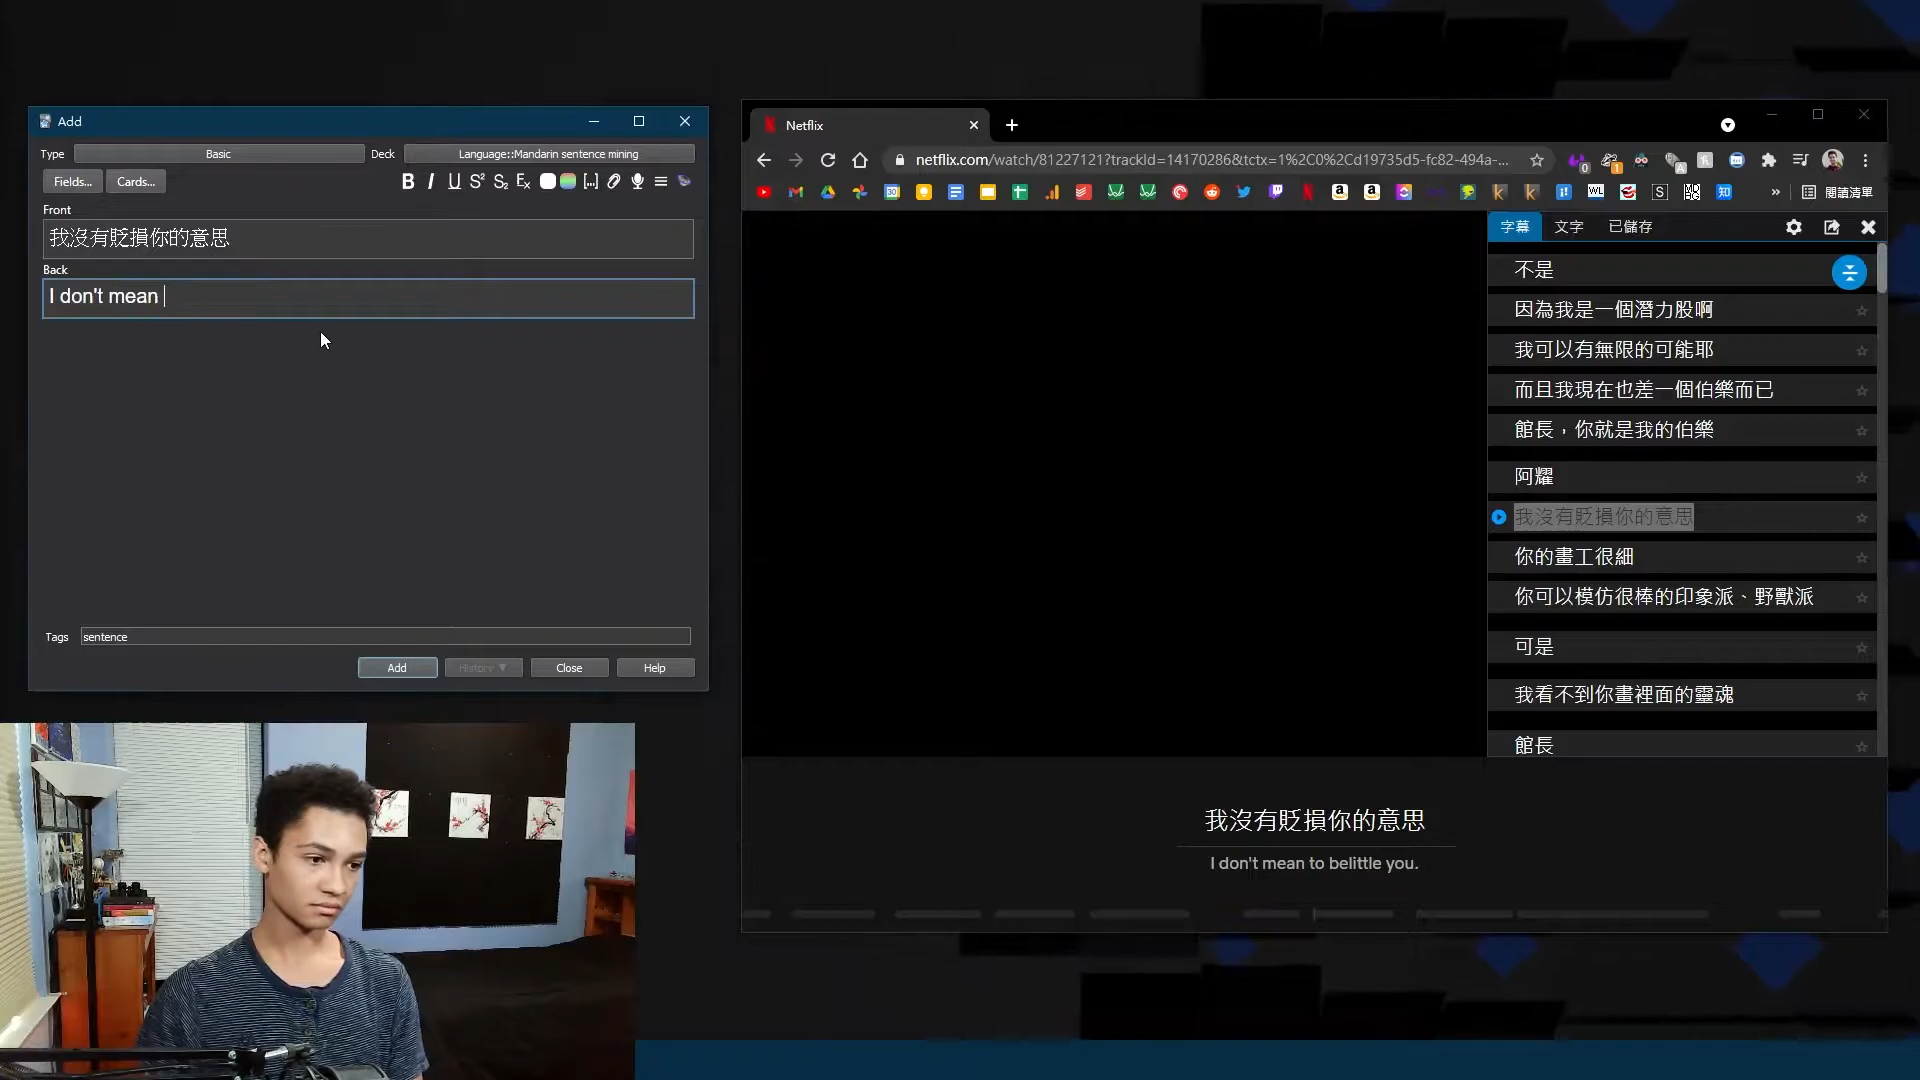 Add
Type
Basic
Deck
Language::Mandarin sentence mining
Fields...
Cards...
Front
我沒有貶損你的意思
Back
I don't mean
Tags
sentence
Add
History ▼
Close
Help
Netflix
netflix.com/watch/81227121?trackId=14170286&tctx=1%2C0%2Cd19735d5-fc82-494a-...
閱讀清單
字幕
文字
已儲存
不是
因為我是一個潛力股啊
我可以有無限的可能耶
而且我現在也差一個伯樂而已
館長，你就是我的伯樂
阿耀
我沒有貶損你的意思
你的畫工很細
你可以模仿很棒的印象派、野獸派
可是
我看不到你畫裡面的靈魂
館長
我沒有貶損你的意思
I don't mean to belittle you.